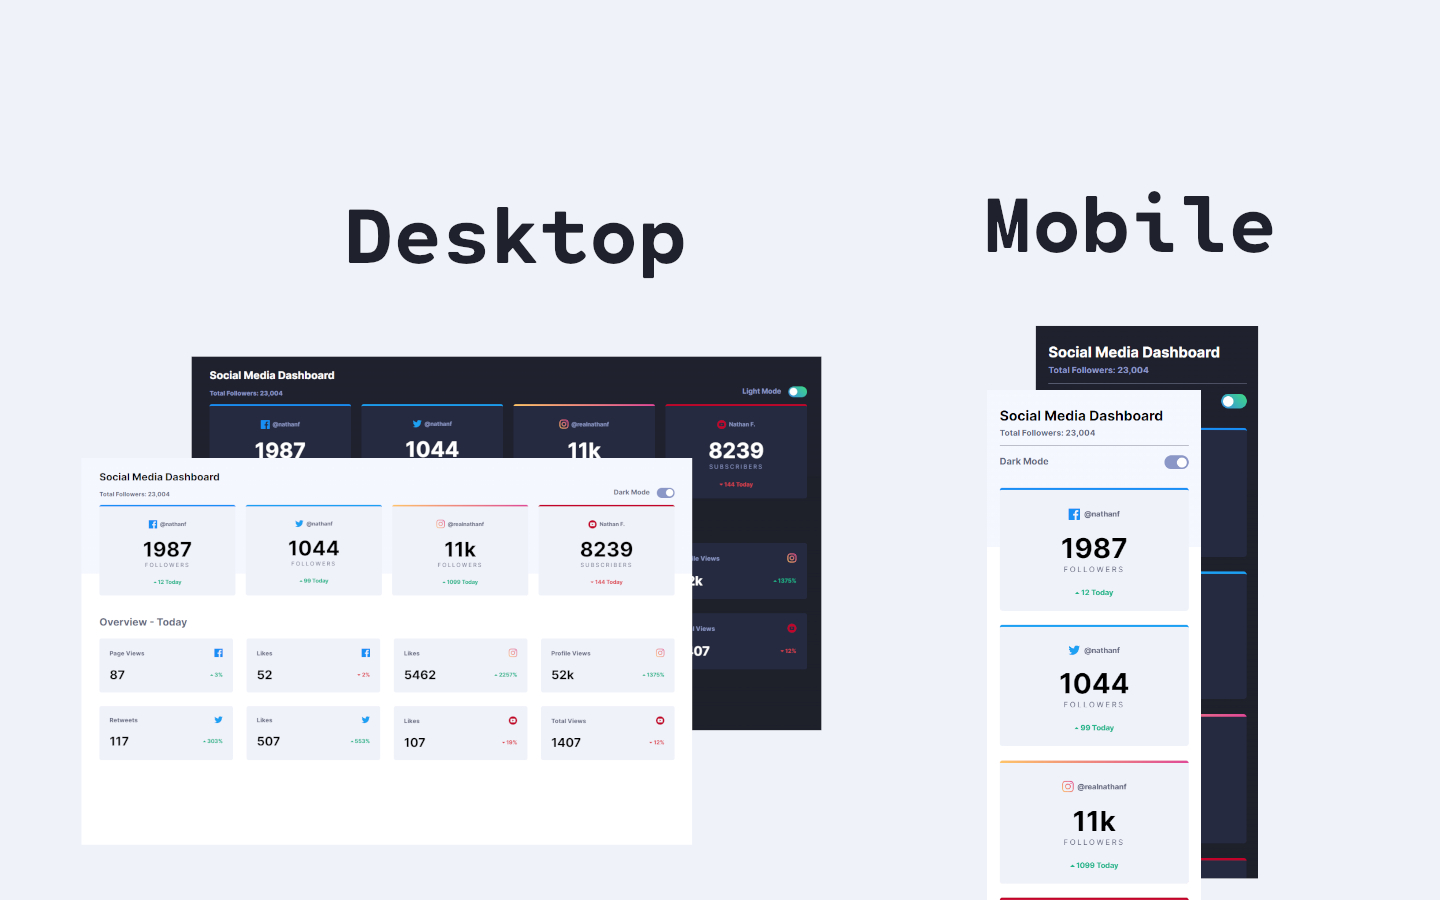 Desktop
Mobile
Social Media Dashboard
Total Followers: 23,004
Light Mode
@nathanf
@nathanf
@realnathanf
Nathan F.
1987
1044
11k
8239
SUBSCRIBERS
144 Today
Views
1375%
Views
12%
Social Media Dashboard
Total Followers: 23,004
Dark Mode
@nathanf
@nathanf
@realnathanf
Nathan F.
1987
1044
11k
8239
FOLLOWERS
FOLLOWERS
FOLLOWERS
SUBSCRIBERS
12 Today
99 Today
1099 Today
144 Today
Overview - Today
Page Views
Likes
Likes
Profile Views
87
3%
52
2%
5462
2257%
52k
1375%
Retweets
Likes
Likes
Total Views
117
303%
507
553%
107
19%
1407
12%
Social Media Dashboard
Total Followers: 23,004
Social Media Dashboard
Total Followers: 23,004
Dark Mode
@nathanf
1987
FOLLOWERS
12 Today
@nathanf
1044
FOLLOWERS
99 Today
@realnathanf
11k
FOLLOWERS
1099 Today